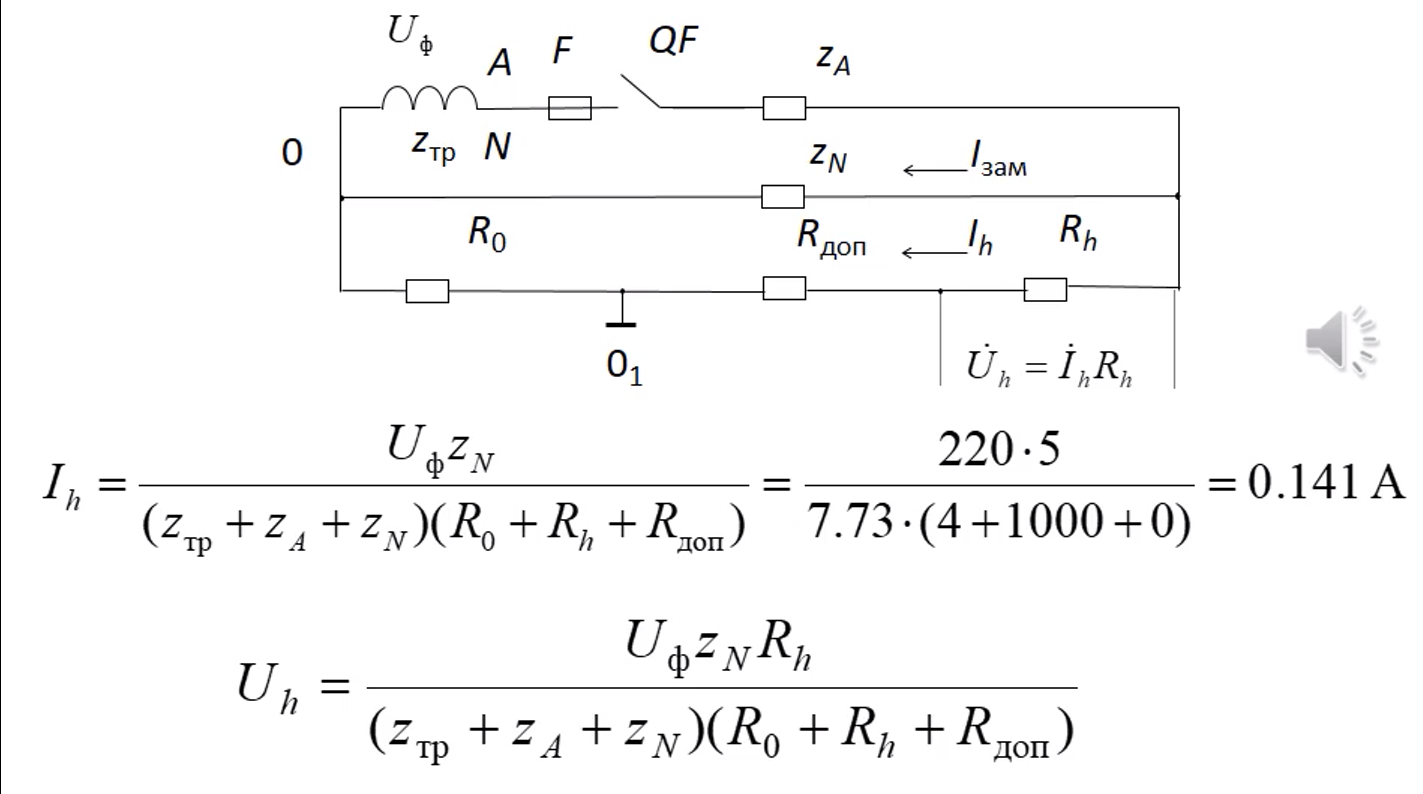 U_ф
A F QF z_A
0 z_тр N z_N I_зам
R_0 R_доп I_h R_h
0_1 U̇_h = İ_h R_h
I_h = U_ф z_N / ((z_тр + z_A + z_N)(R_0 + R_h + R_доп)) = 220·5 / (7.73·(4+1000+0)) = 0.141 A
U_h = U_ф z_N R_h / ((z_тр + z_A + z_N)(R_0 + R_h + R_доп))